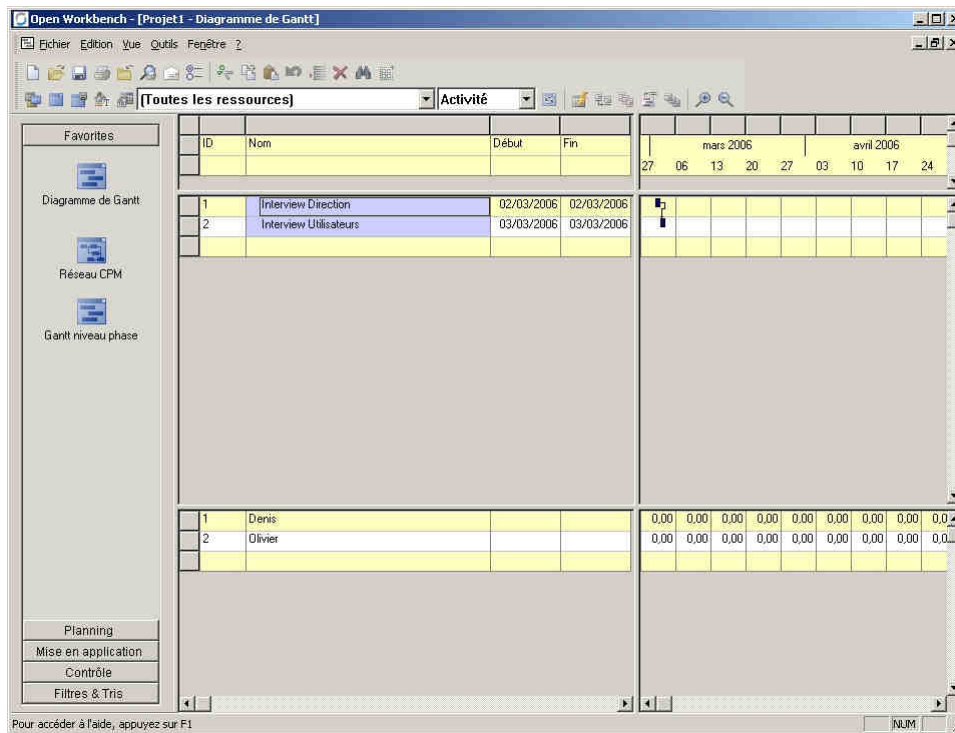 Open Workbench - [Projet1 - Diagramme de Gantt]
Fichier Edition Vue Outils Fenêtre ?
(Toutes les ressources) Activité
Favorites
Diagramme de Gantt
Réseau CPM
Gantt niveau phase
Planning
Mise en application
Contrôle
Filtres & Tris
ID Nom Début Fin
mars 2006 avril 2006
27 06 13 20 27 03 10 17 24
1 Interview Direction 02/03/2006 02/03/2006
2 Interview Utilisateurs 03/03/2006 03/03/2006
1 Denis 0,00 0,00 0,00 0,00 0,00 0,00 0,00 0,00 0,0
2 Olivier 0,00 0,00 0,00 0,00 0,00 0,00 0,00 0,00 0,0
Pour accéder à l'aide, appuyez sur F1
NUM